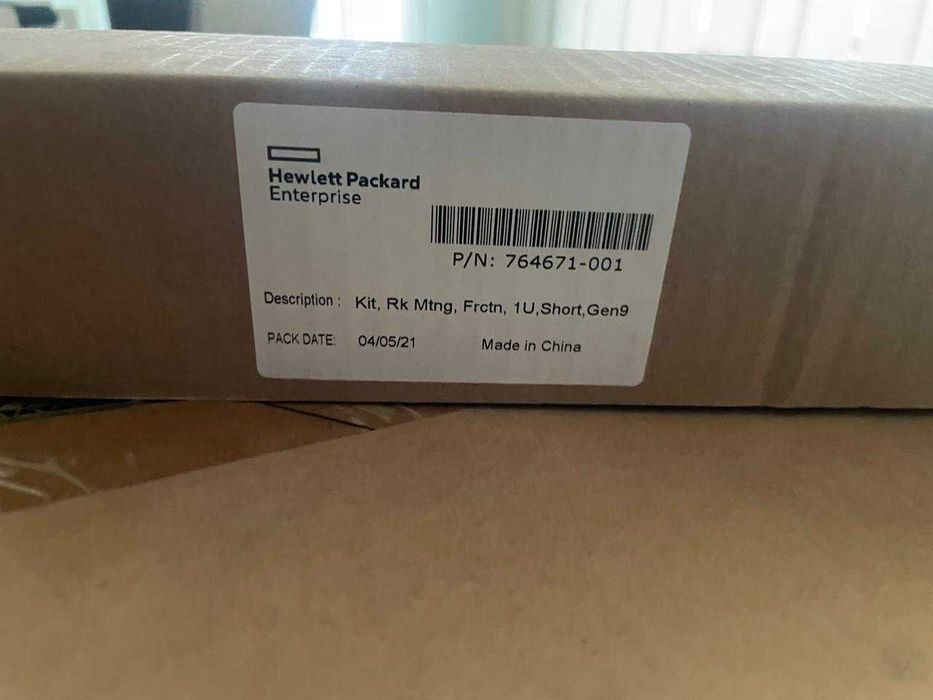 Hewlett Packard
Enterprise
P/N: 764671-001
Description : Kit, Rk Mtng, Frctn, 1U,Short,Gen9
PACK DATE: 04/05/21 Made in China